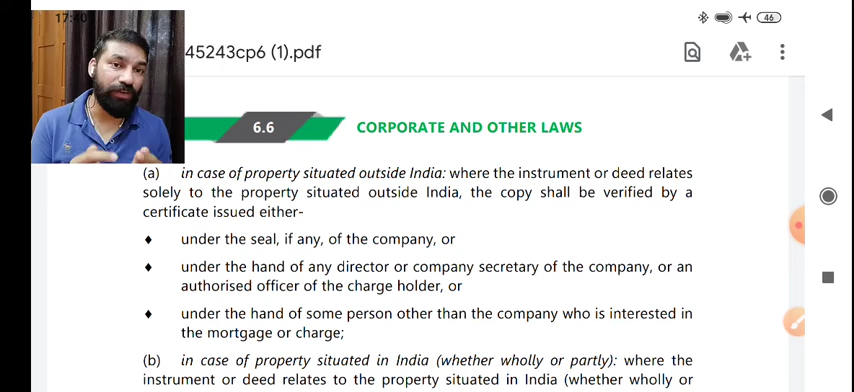 17:40
46
45243cp6 (1).pdf
6.6 CORPORATE AND OTHER LAWS
(a) in case of property situated outside India: where the instrument or deed relates
solely to the property situated outside India, the copy shall be verified by a
certificate issued either-
♦ under the seal, if any, of the company, or
♦ under the hand of any director or company secretary of the company, or an
authorised officer of the charge holder, or
♦ under the hand of some person other than the company who is interested in
the mortgage or charge;
(b) in case of property situated in India (whether wholly or partly): where the
instrument or deed relates to the property situated in India (whether wholly or